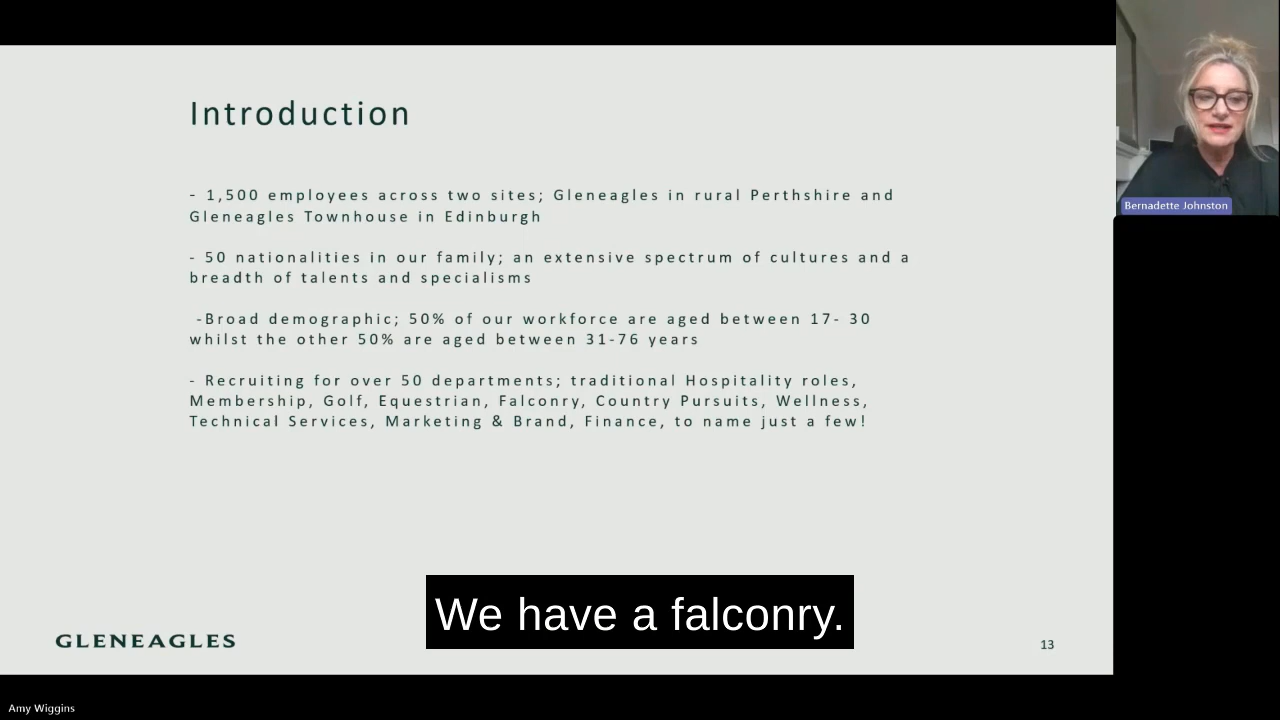 Introduction
- 1,500 employees across two sites; Gleneagles in rural Perthshire and
Gleneagles Townhouse in Edinburgh
- 50 nationalities in our family; an extensive spectrum of cultures and a
breadth of talents and specialisms
-Broad demographic; 50% of our workforce are aged between 17- 30
whilst the other 50% are aged between 31-76 years
- Recruiting for over 50 departments; traditional Hospitality roles,
Membership, Golf, Equestrian, Falconry, Country Pursuits, Wellness,
Technical Services, Marketing & Brand, Finance, to name just a few!
We have a falconry.
GLENEAGLES
13
Bernadette Johnston
Amy Wiggins